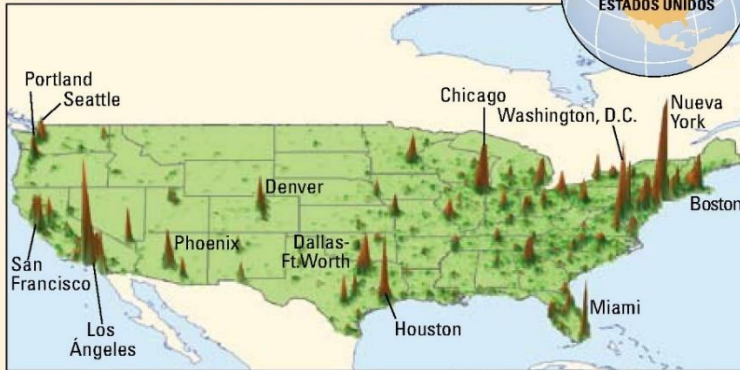 ESTADOS UNIDOS
Portland
Seattle
Chicago
Washington, D.C.
Nueva
York
Denver
Boston
Phoenix
Dallas-
Ft.Worth
San
Francisco
Los
Ángeles
Houston
Miami